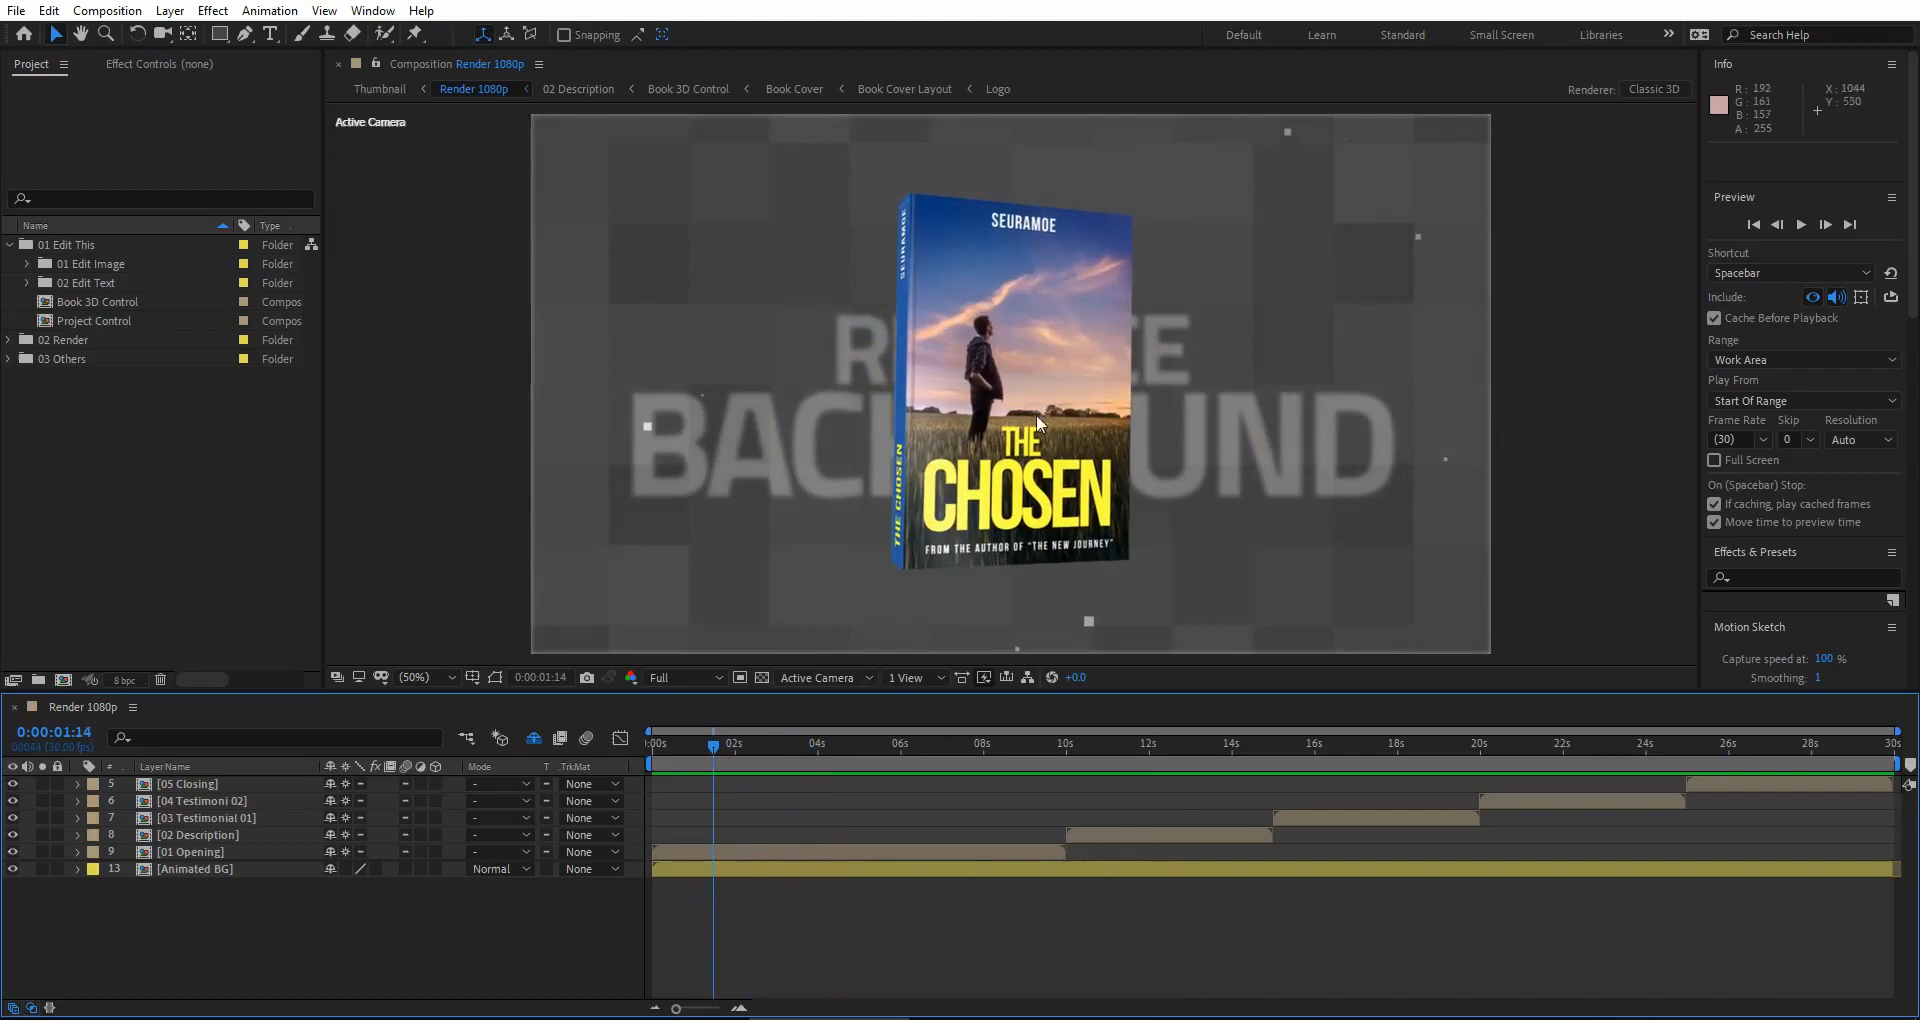 File Edit Composition Layer Effect Animation View Window Help
Snapping Default Learn Standard Small Screen Libraries Search Help
Project Effect Controls (none)
Composition Render 1080p
Thumbnail Render 1080p 02 Description Book 3D Control Book Cover Book Cover Layout Logo Renderer: Classic 3D
Active Camera
Name Type
01 Edit This Folder
01 Edit Image Folder
02 Edit Text Folder
Book 3D Control Compos
Project Control Compos
02 Render Folder
03 Others Folder
8 bpc
SEURAMOE
SEURAMOE
THE CHOSEN
THE
CHOSEN
FROM THE AUTHOR OF "THE NEW JOURNEY"
(50%) 0:00:01:14 Full Active Camera 1 View +0.0
Info
R: 192 X: 1044
G: 161 Y: 530
B: 157
A: 255
Preview
Shortcut
Spacebar
Include:
Cache Before Playback
Range
Work Area
Play From
Start Of Range
Frame Rate Skip Resolution
(30) 0 Auto
Full Screen
On (Spacebar) Stop:
If caching, play cached frames
Move time to preview time
Effects & Presets
Motion Sketch
Capture speed at: 100 %
Smoothing: 1
Render 1080p
0:00:01:14
00044 (30.00 fps)
:00s 02s 04s 06s 08s 10s 12s 14s 16s 18s 20s 22s 24s 26s 28s 30s
# Layer Name fx Mode T .TrkMat
5 [05 Closing] - None
6 [04 Testimoni 02] - None
7 [03 Testimonial 01] - None
8 [02 Description] - None
9 [01 Opening] - None
13 [Animated BG] Normal None